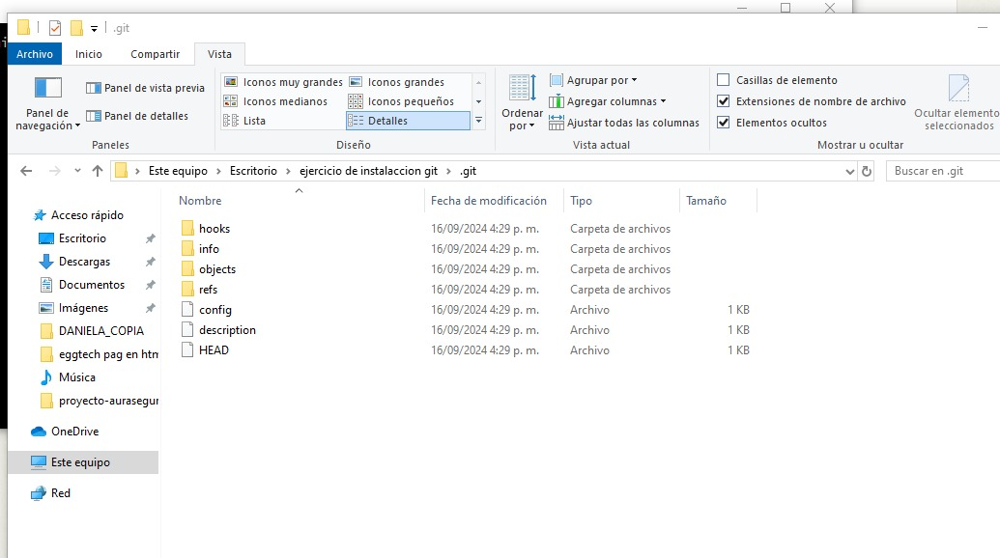 .git
Archivo Inicio Compartir Vista
Panel de navegación
Panel de vista previa
Panel de detalles
Paneles
Iconos muy grandes Iconos grandes
Iconos medianos Iconos pequeños
Lista Detalles
Diseño
Ordenar por
Agrupar por
Agregar columnas
Ajustar todas las columnas
Vista actual
Casillas de elemento
Extensiones de nombre de archivo
Elementos ocultos
Ocultar elemento
seleccionados
Mostrar u ocultar
Este equipo > Escritorio > ejercicio de instalaccion git > .git
Buscar en .git
Acceso rápido
Escritorio
Descargas
Documentos
Imágenes
DANIELA_COPIA
eggtech pag en htm
Música
proyecto-aurasegur
OneDrive
Este equipo
Red
Nombre Fecha de modificación Tipo Tamaño
hooks 16/09/2024 4:29 p. m. Carpeta de archivos
info 16/09/2024 4:29 p. m. Carpeta de archivos
objects 16/09/2024 4:29 p. m. Carpeta de archivos
refs 16/09/2024 4:29 p. m. Carpeta de archivos
config 16/09/2024 4:29 p. m. Archivo 1 KB
description 16/09/2024 4:29 p. m. Archivo 1 KB
HEAD 16/09/2024 4:29 p. m. Archivo 1 KB